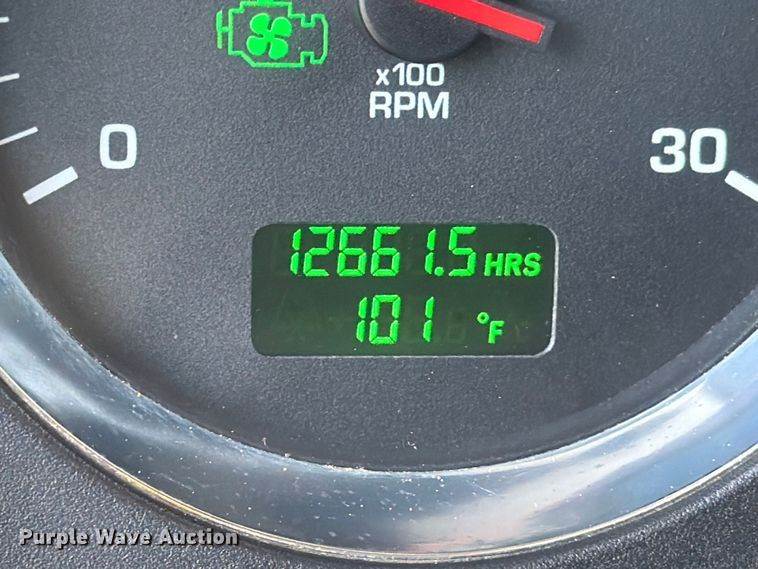 x100
RPM
0
30
12661.5 HRS
101 °F
Purple Wave Auction